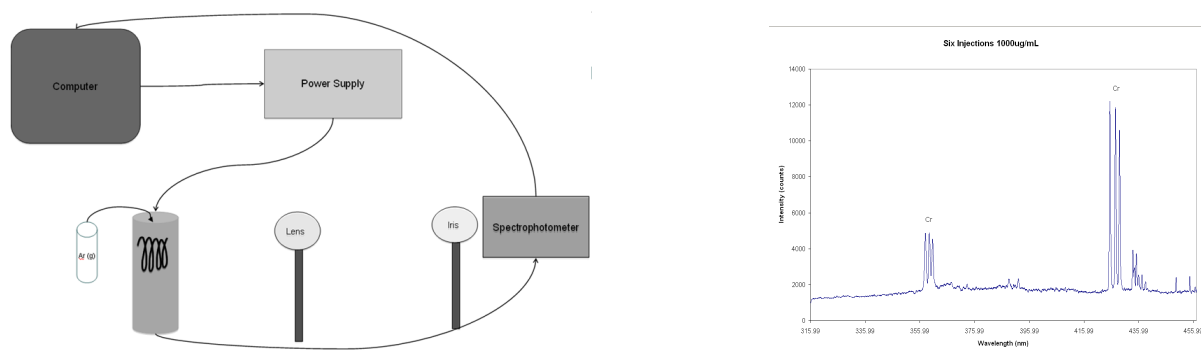 Computer
Power Supply
Ar (g)
Lens
Iris
Spectrophotometer
Six Injections 1000ug/mL
Cr
Cr
Intensity (counts)
14000
12000
10000
8000
6000
4000
2000
0
315.99 335.99 355.99 375.99 395.99 415.99 435.99 455.99
Wavelength (nm)